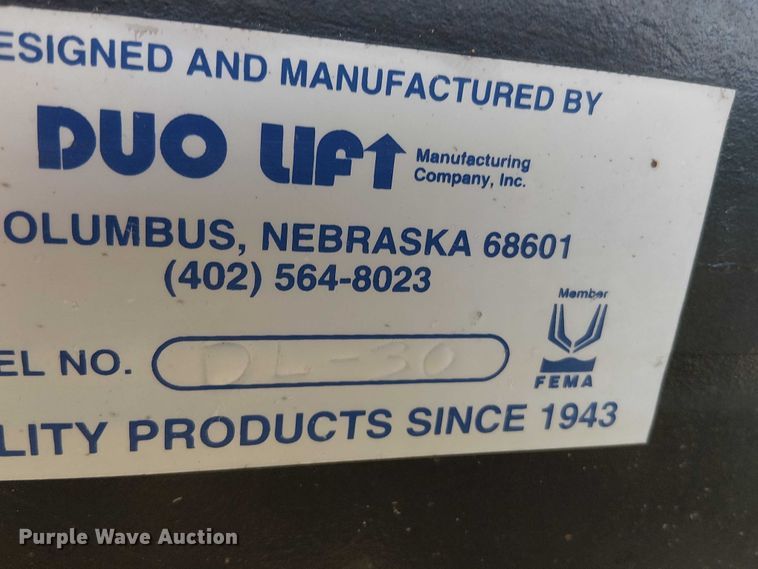 ESIGNED AND MANUFACTURED BY
DUO LIFT Manufacturing Company, Inc.
OLUMBUS, NEBRASKA 68601
(402) 564-8023
Member
FEMA
EL NO. DL-30
LITY PRODUCTS SINCE 1943
Purple Wave Auction